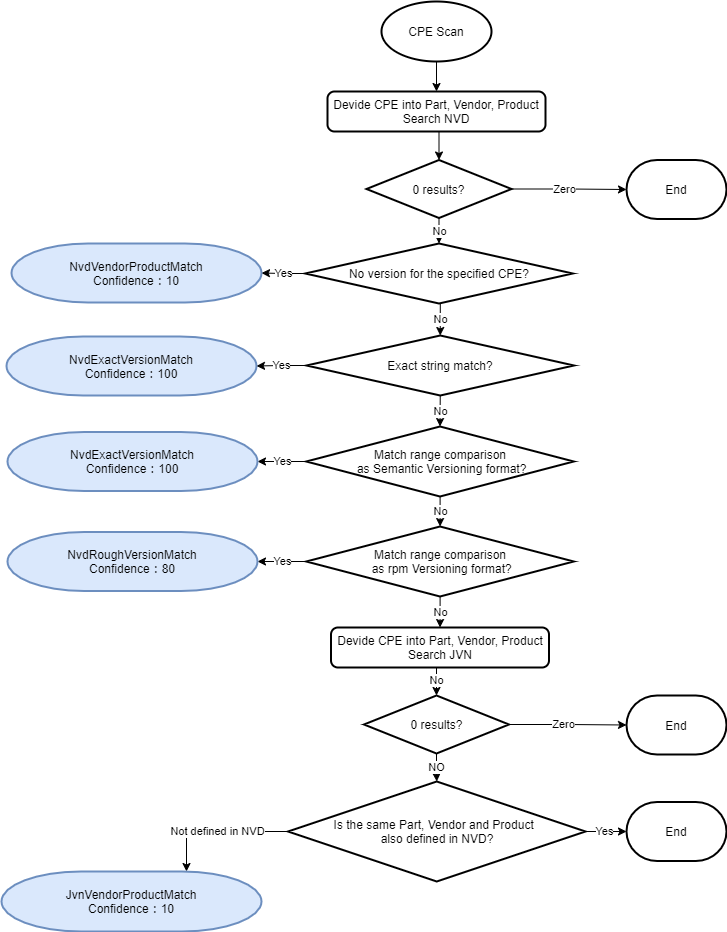 CPE Scan
Devide CPE into Part, Vendor, Product
Search NVD
0 results?
Zero
End
No
No version for the specified CPE?
Yes
NvdVendorProductMatch
Confidence：10
No
Exact string match?
Yes
NvdExactVersionMatch
Confidence：100
No
Match range comparison
as Semantic Versioning format?
Yes
NvdExactVersionMatch
Confidence：100
No
Match range comparison
as rpm Versioning format?
Yes
NvdRoughVersionMatch
Confidence：80
No
Devide CPE into Part, Vendor, Product
Search JVN
No
0 results?
Zero
End
NO
Is the same Part, Vendor and Product
also defined in NVD?
Yes
End
Not defined in NVD
JvnVendorProductMatch
Confidence：10